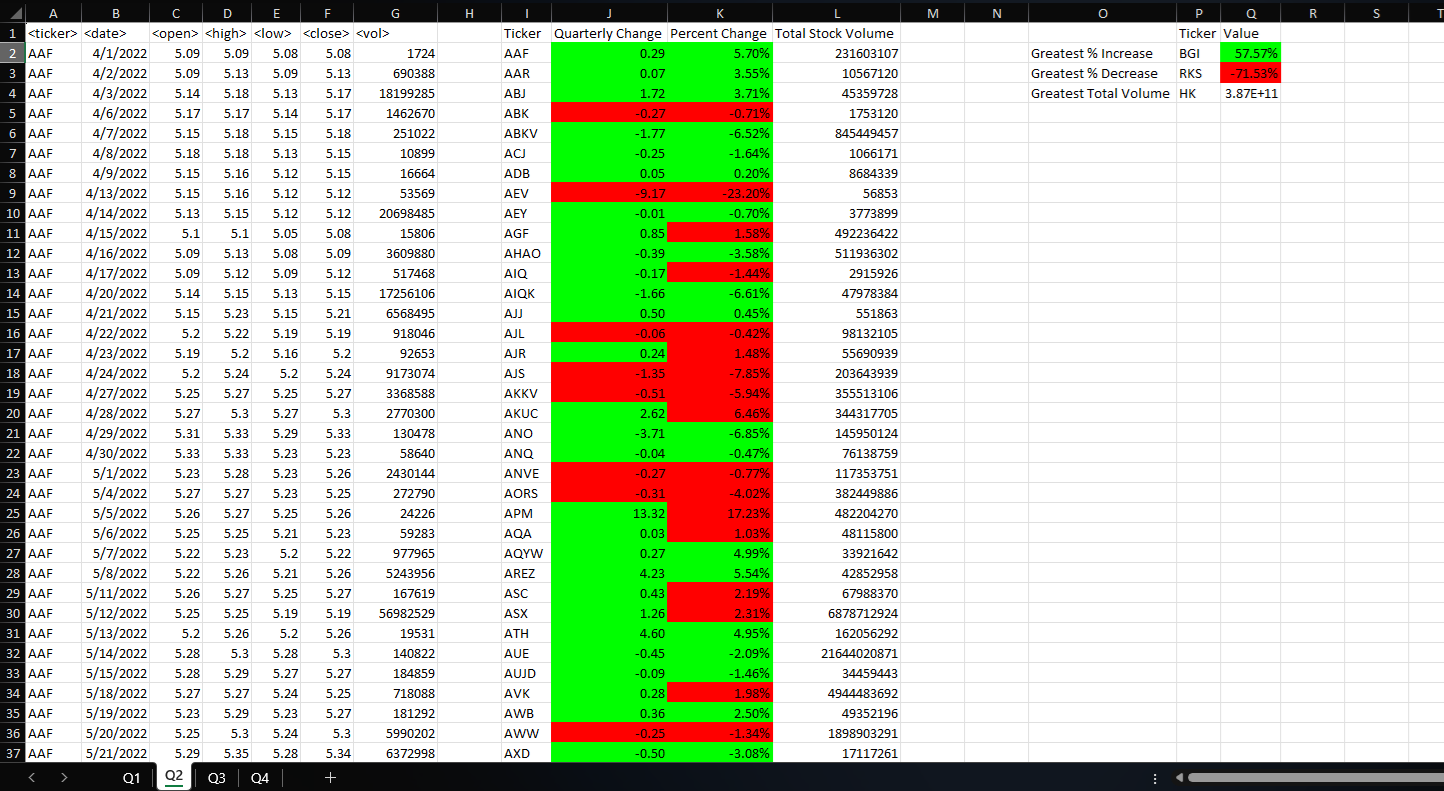 A B C D E F G H I J K L M N O P Q R S T
1 <ticker> <date> <open> <high> <low> <close> <vol> Ticker Quarterly Change Percent Change Total Stock Volume Ticker Value
2 AAF 4/1/2022 5.09 5.09 5.08 5.08 1724 AAF 0.29 5.70% 231603107 Greatest % Increase BGI 57.57%
3 AAF 4/2/2022 5.09 5.13 5.09 5.13 690388 AAR 0.07 3.55% 10567120 Greatest % Decrease RKS -71.53%
4 AAF 4/3/2022 5.14 5.18 5.13 5.17 18199285 ABJ 1.72 3.71% 45359728 Greatest Total Volume HK 3.87E+11
5 AAF 4/6/2022 5.17 5.17 5.14 5.17 1462670 ABK -0.27 -0.71% 1753120
6 AAF 4/7/2022 5.15 5.18 5.15 5.18 251022 ABKV -1.77 -6.52% 845449457
7 AAF 4/8/2022 5.18 5.18 5.13 5.15 10899 ACJ -0.25 -1.64% 1066171
8 AAF 4/9/2022 5.15 5.16 5.12 5.15 16664 ADB 0.05 0.20% 8684339
9 AAF 4/13/2022 5.15 5.16 5.12 5.12 53569 AEV -9.17 -23.20% 56853
10 AAF 4/14/2022 5.13 5.15 5.12 5.12 20698485 AEY -0.01 -0.70% 3773899
11 AAF 4/15/2022 5.1 5.1 5.05 5.08 15806 AGF 0.85 1.58% 492236422
12 AAF 4/16/2022 5.09 5.13 5.08 5.09 3609880 AHAO -0.39 -3.58% 511936302
13 AAF 4/17/2022 5.09 5.12 5.09 5.12 517468 AIQ -0.17 -1.44% 2915926
14 AAF 4/20/2022 5.14 5.15 5.13 5.15 17256106 AIQK -1.66 -6.61% 47978384
15 AAF 4/21/2022 5.15 5.23 5.15 5.21 6568495 AJJ 0.50 0.45% 551863
16 AAF 4/22/2022 5.2 5.22 5.19 5.19 918046 AJL -0.06 -0.42% 98132105
17 AAF 4/23/2022 5.19 5.2 5.16 5.2 92653 AJR 0.24 1.48% 55690939
18 AAF 4/24/2022 5.2 5.24 5.2 5.24 9173074 AJS -1.35 -7.85% 203643939
19 AAF 4/27/2022 5.25 5.27 5.25 5.27 3368588 AKKV -0.51 -5.94% 355513106
20 AAF 4/28/2022 5.27 5.3 5.27 5.3 2770300 AKUC 2.62 6.46% 344317705
21 AAF 4/29/2022 5.31 5.33 5.29 5.33 130478 ANO -3.71 -6.85% 145950124
22 AAF 4/30/2022 5.33 5.33 5.23 5.23 58640 ANQ -0.04 -0.47% 76138759
23 AAF 5/1/2022 5.23 5.28 5.23 5.26 2430144 ANVE -0.27 -0.77% 117353751
24 AAF 5/4/2022 5.27 5.27 5.23 5.25 272790 AORS -0.31 -4.02% 382449886
25 AAF 5/5/2022 5.26 5.27 5.25 5.26 24226 APM 13.32 17.23% 482204270
26 AAF 5/6/2022 5.25 5.25 5.21 5.23 59283 AQA 0.03 1.03% 48115800
27 AAF 5/7/2022 5.22 5.23 5.2 5.22 977965 AQYW 0.27 4.99% 33921642
28 AAF 5/8/2022 5.22 5.26 5.21 5.26 5243956 AREZ 4.23 5.54% 42852958
29 AAF 5/11/2022 5.26 5.27 5.25 5.27 167619 ASC 0.43 2.19% 67988370
30 AAF 5/12/2022 5.25 5.25 5.19 5.19 56982529 ASX 1.26 2.31% 6878712924
31 AAF 5/13/2022 5.2 5.26 5.2 5.26 19531 ATH 4.60 4.95% 162056292
32 AAF 5/14/2022 5.28 5.3 5.28 5.3 140822 AUE -0.45 -2.09% 21644020871
33 AAF 5/15/2022 5.28 5.29 5.27 5.27 184859 AUJD -0.09 -1.46% 34459443
34 AAF 5/18/2022 5.27 5.27 5.24 5.25 718088 AVK 0.28 1.98% 4944483692
35 AAF 5/19/2022 5.23 5.29 5.23 5.27 181292 AWB 0.36 2.50% 49352196
36 AAF 5/20/2022 5.25 5.3 5.24 5.3 5990202 AWW -0.25 -1.34% 1898903291
37 AAF 5/21/2022 5.29 5.35 5.28 5.34 6372998 AXD -0.50 -3.08% 17117261
Q1 Q2 Q3 Q4